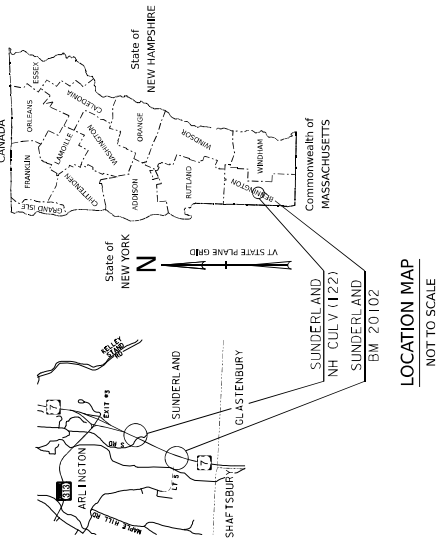 CANADA
FRANKLIN
ORLEANS
ESSEX
GRAND ISLE
LAMOILLE
CALEDONIA
CHITTENDEN
WASHINGTON
State of
NEW HAMPSHIRE
ADDISON
ORANGE
RUTLAND
WINDSOR
BENNINGTON
WINDHAM
Commonwealth of
MASSACHUSETTS
State of
NEW YORK
N
VT STATE PLANE GRID
KELLEY
STAND
RD
7
EXIT #3
313
ARLINGTON
S RD
SUNDERLAND
MAPLE HILL RD
LF 5
7
GLASTENBURY
SHAFTSBURY
SUNDERLAND
NH CULV(122)
SUNDERLAND
BM 20102
LOCATION MAP
NOT TO SCALE